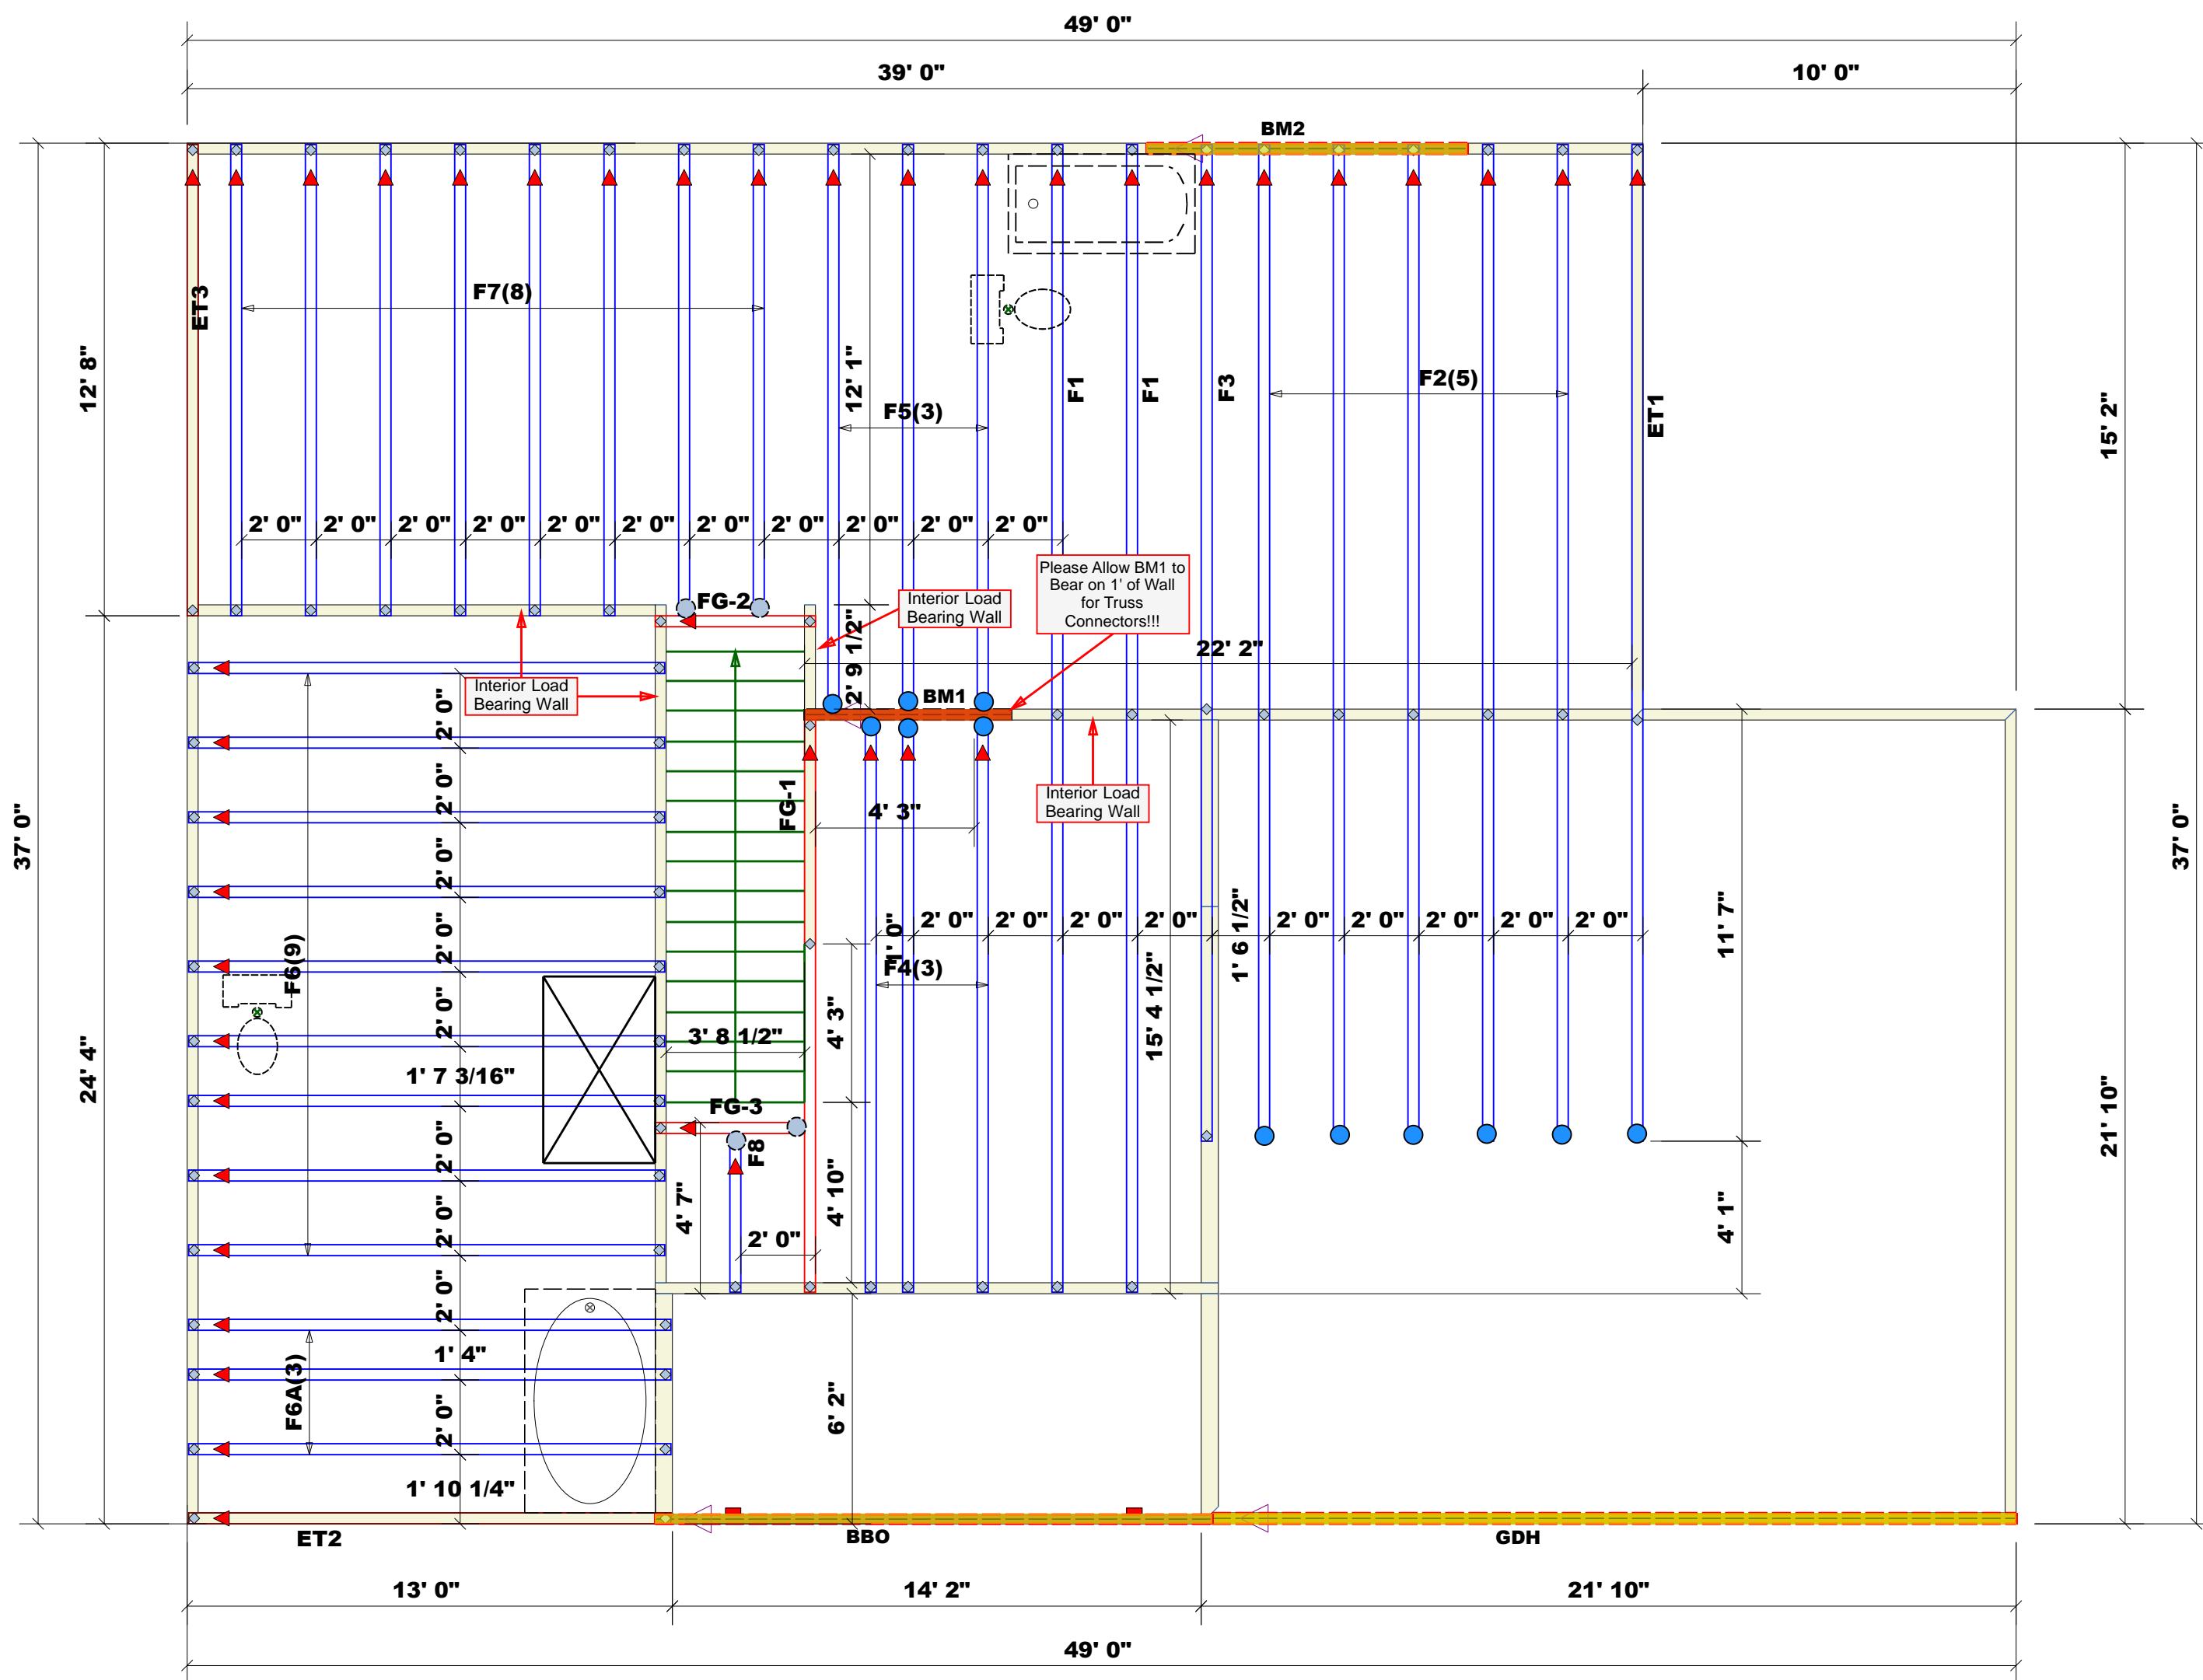 49' 0"
39' 0"
10' 0"
BM2
ET3
F7(8)
12' 8"
12' 1"
F5(3)
F1
F1
F3
F2(5)
ET1
15' 2"
2' 0"
2' 0"
2' 0"
2' 0"
2' 0"
2' 0"
2' 0"
2' 0"
2' 0"
2' 0"
2' 0"
Please Allow BM1 to
Bear on 1' of Wall
for Truss
Connectors!!!
FG-2
Interior Load
Bearing Wall
2' 9 1/2"
22' 2"
Interior Load
Bearing Wall
BM1
2' 0"
2' 0"
2' 0"
2' 0"
2' 0"
FG-1
4' 3"
Interior Load
Bearing Wall
37' 0"
37' 0"
F6(9)
1' 0"
2' 0"
2' 0"
2' 0"
2' 0"
1' 6 1/2"
2' 0"
2' 0"
2' 0"
2' 0"
2' 0"
11' 7"
F4(3)
4' 3"
15' 4 1/2"
3' 8 1/2"
24' 4"
1' 7 3/16"
FG-3
F8
21' 10"
2' 0"
4' 7"
4' 10"
4' 1"
2' 0"
2' 0"
2' 0"
1' 4"
F6A(3)
2' 0"
6' 2"
1' 10 1/4"
ET2
BBO
GDH
13' 0"
14' 2"
21' 10"
49' 0"